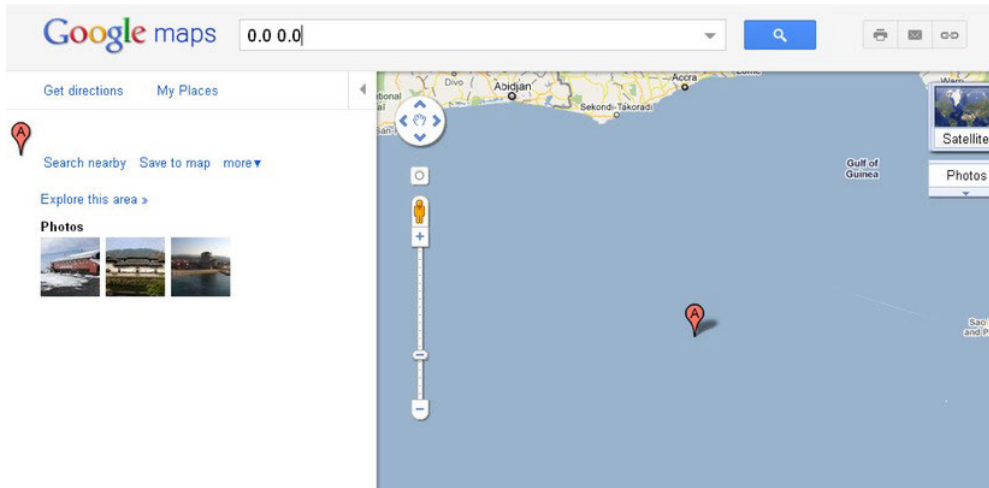 Google maps
0.0 0.0
Get directions My Places
A
Search nearby Save to map more▾
Explore this area »
Photos
Divo
Abidjan
Accra
Sekondi-Takoradi
Satellite
Gulf of
Guinea
Photos
A
Sao